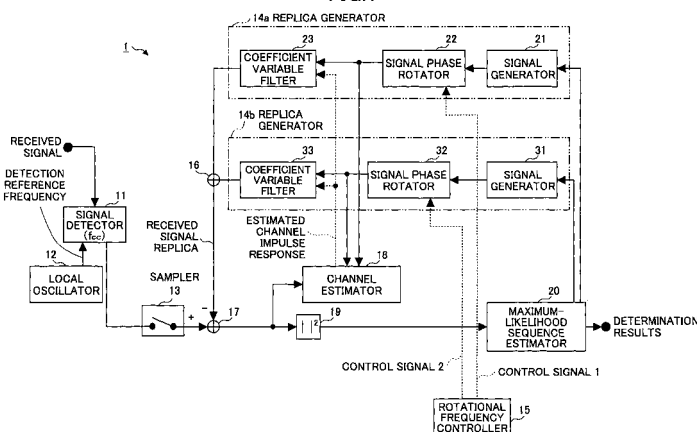 14a REPLICA GENERATOR
1
23
COEFFICIENT
VARIABLE
FILTER
22
SIGNAL PHASE
ROTATOR
21
SIGNAL
GENERATOR
14b REPLICA
GENERATOR
33
COEFFICIENT
VARIABLE
FILTER
32
SIGNAL PHASE
ROTATOR
31
SIGNAL
GENERATOR
RECEIVED
SIGNAL
DETECTION
REFERENCE
FREQUENCY
11
SIGNAL
DETECTOR
(fcc)
12
LOCAL
OSCILLATOR
16
RECEIVED
SIGNAL
REPLICA
ESTIMATED
CHANNEL
IMPULSE
RESPONSE
18
CHANNEL
ESTIMATOR
SAMPLER
13
+
−
17
| |²
19
20
MAXIMUM-
LIKELIHOOD
SEQUENCE
ESTIMATOR
DETERMINATION
RESULTS
CONTROL SIGNAL 2
CONTROL SIGNAL 1
ROTATIONAL
FREQUENCY
CONTROLLER
15